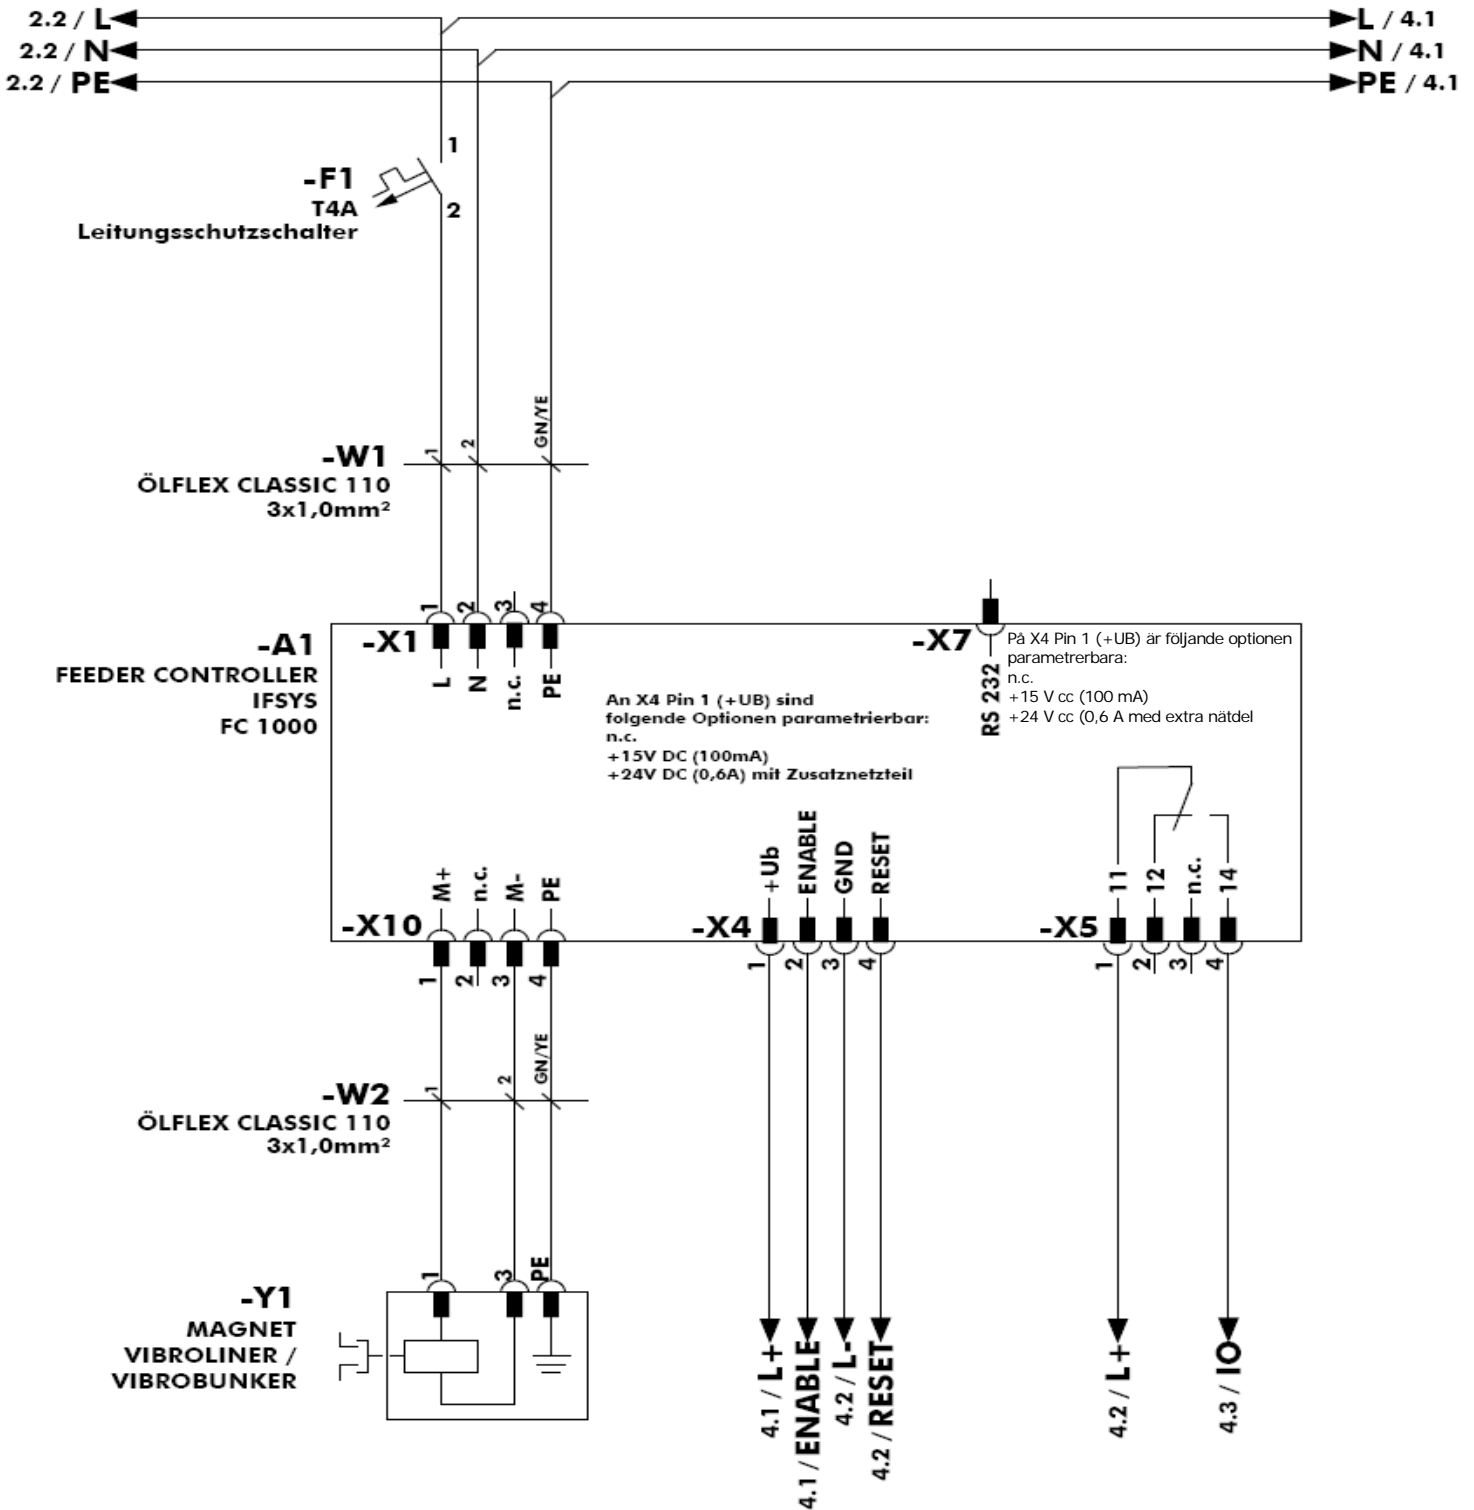 2.2 / L
L / 4.1
2.2 / N
N / 4.1
2.2 / PE
PE / 4.1
1
-F1
T4A
2
Leitungsschutzschalter
-W1
1
2
GN/YE
ÖLFLEX CLASSIC 110
3x1,0mm²
1
2
3
4
-A1
-X1
-X7
FEEDER CONTROLLER
IFSYS
FC 1000
L
N
n.c.
PE
RS 232
På X4 Pin 1 (+UB) är följande optionen
parametrerbara:
n.c.
+15 V cc (100 mA)
+24 V cc (0,6 A med extra nätdel
An X4 Pin 1 (+UB) sind
folgende Optionen parametrierbar:
n.c.
+15V DC (100mA)
+24V DC (0,6A) mit Zusatznetzteil
M+
n.c.
M-
PE
+Ub
ENABLE
GND
RESET
11
12
n.c.
14
-X10
-X4
-X5
1
2
3
4
1
2
3
4
1
2
3
4
-W2
1
2
GN/YE
ÖLFLEX CLASSIC 110
3x1,0mm²
1
3
PE
-Y1
MAGNET
VIBROLINER /
VIBROBUNKER
4.1 / L+
4.1 / ENABLE
4.2 / L-
4.2 / RESET
4.2 / L+
4.3 / IO